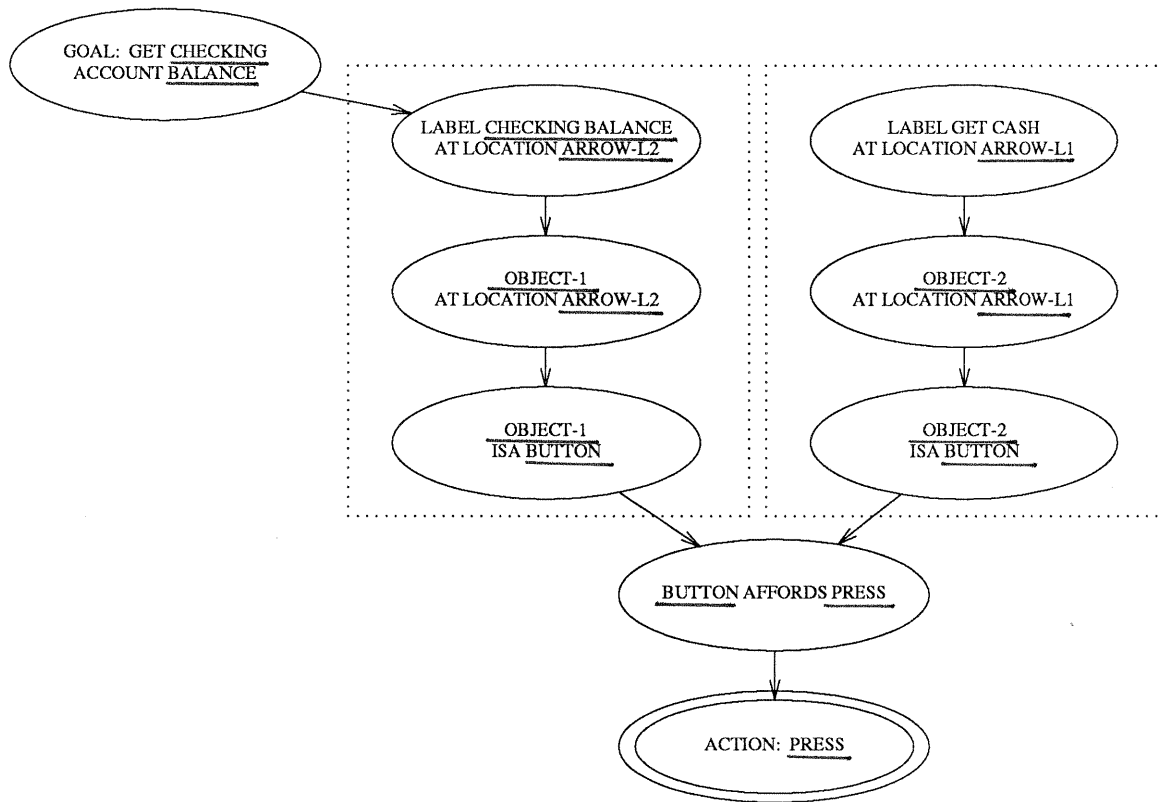 GOAL: GET CHECKING
ACCOUNT BALANCE
LABEL CHECKING BALANCE
AT LOCATION ARROW-L2
LABEL GET CASH
AT LOCATION ARROW-L1
OBJECT-1
AT LOCATION ARROW-L2
OBJECT-2
AT LOCATION ARROW-L1
OBJECT-1
ISA BUTTON
OBJECT-2
ISA BUTTON
BUTTON AFFORDS PRESS
ACTION: PRESS